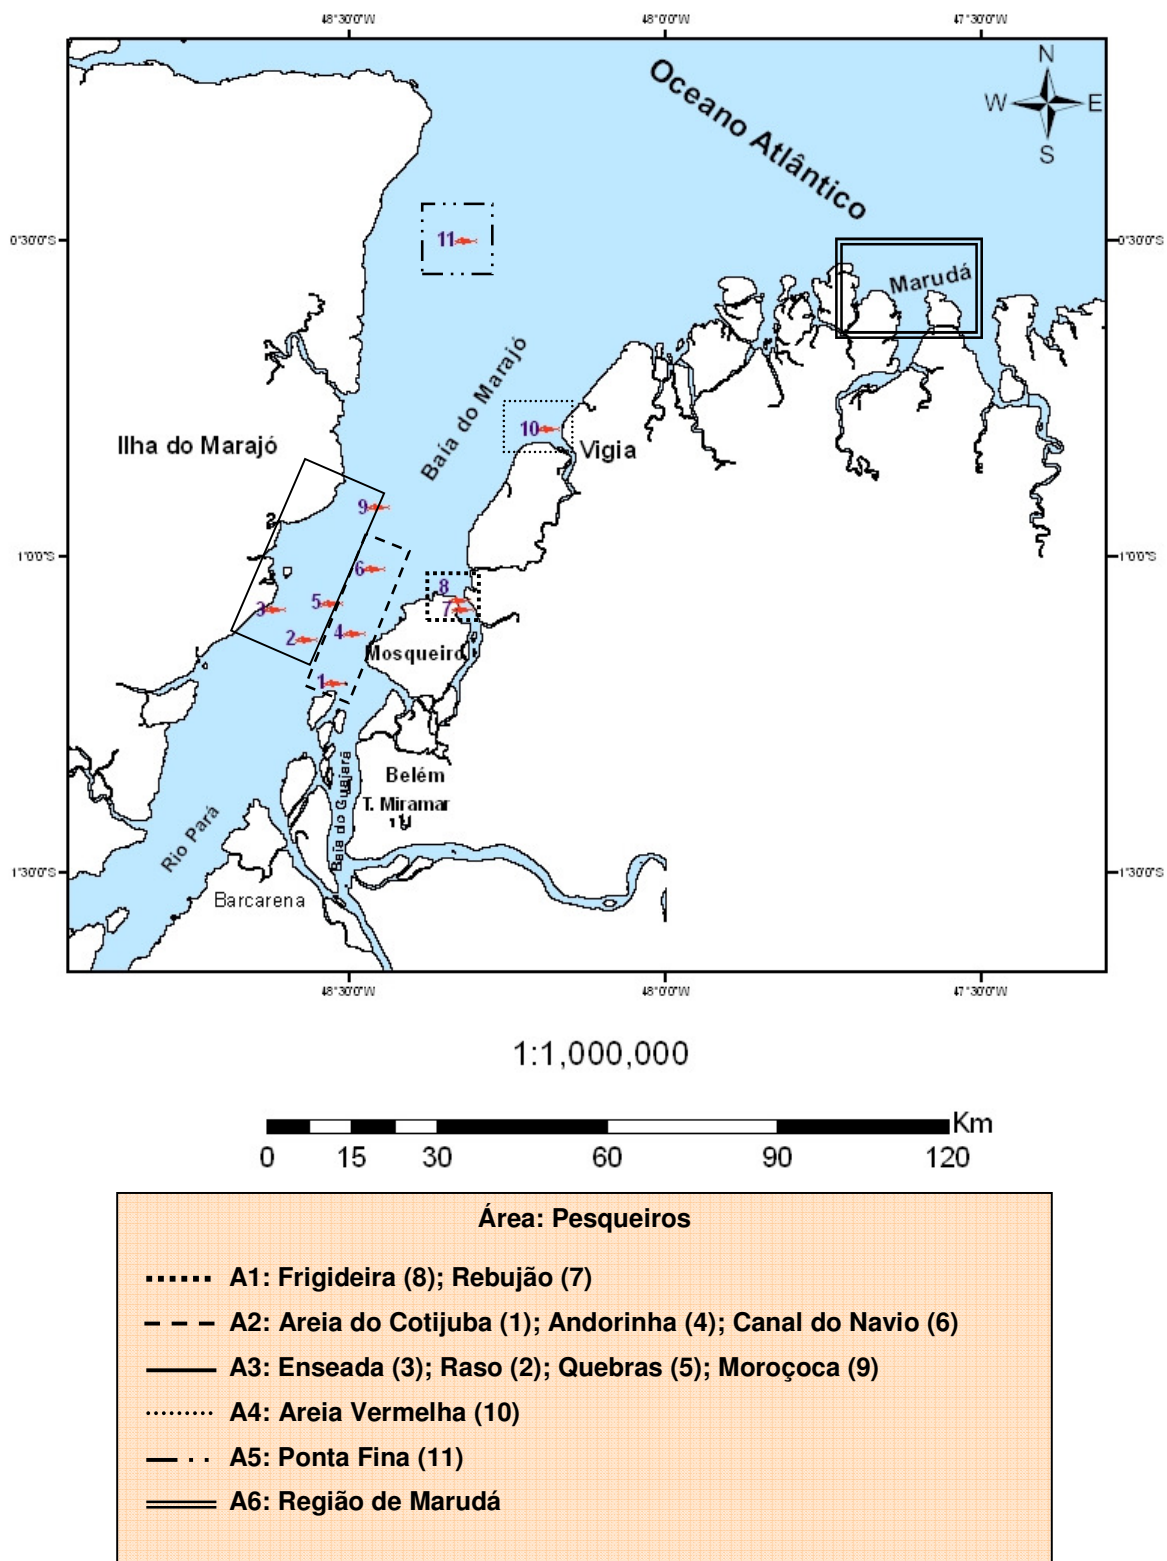 48°30'0"W 48°0'0"W 47°30'0"W
Oceano Atlântico
N
W E
S
0°30'0"S 11 0°30'0"S
Marudá
Baía do Marajó
10
Ilha do Marajó Vigia
9
1°0'0"S 6 1°0'0"S
8
5 7
3
4
2
Mosqueiro
1
Baía do Guajará
Belém
T. Miramar
Rio Pará
1°30'0"S 1°30'0"S
Barcarena
48°30'0"W 48°0'0"W 47°30'0"W
1:1,000,000
Km
0 15 30 60 90 120
Área: Pesqueiros
A1: Frigideira (8); Rebujão (7)
A2: Areia do Cotijuba (1); Andorinha (4); Canal do Navio (6)
A3: Enseada (3); Raso (2); Quebras (5); Moroçoca (9)
A4: Areia Vermelha (10)
A5: Ponta Fina (11)
A6: Região de Marudá